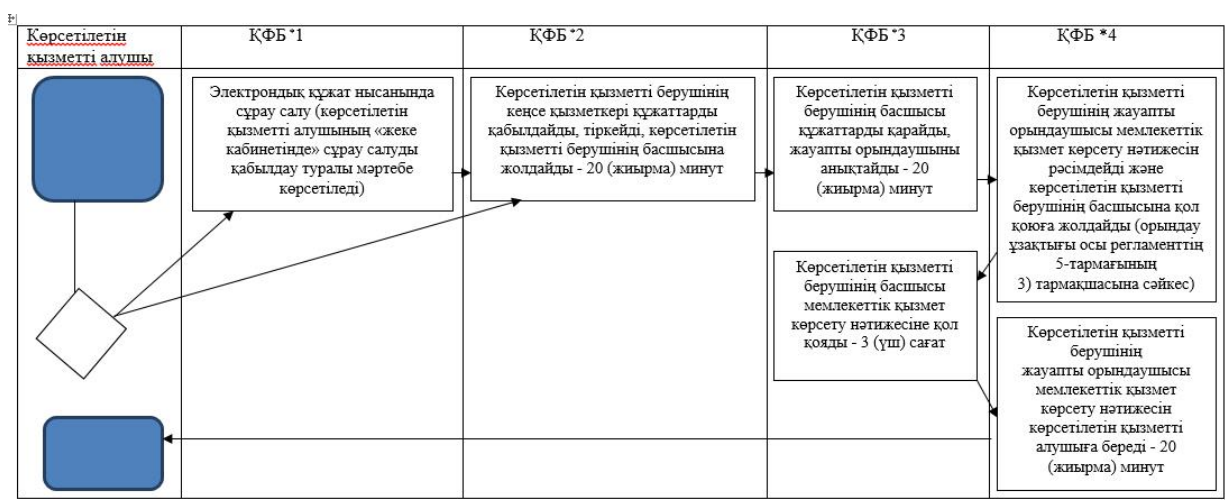 Көрсетілетін
қызметті алушы
ҚФБ *1
ҚФБ *2
ҚФБ *3
ҚФБ *4
Электрондық құжат нысанында
сұрау салу (көрсетілетін
қызметті алушының «жеке
кабинетінде» сұрау салуды
қабылдау туралы мәртебе
көрсетіледі)
Көрсетілетін қызметті берушінің
кеңсе қызметкері құжаттарды
қабылдайды, тіркейді, көрсетілетін
қызметті берушінің басшысына
жолдайды - 20 (жиырма) минут
Көрсетілетін қызметті
берушінің басшысы
құжаттарды қарайды,
жауапты орындаушыны
анықтайды - 20
(жиырма) минут
Көрсетілетін қызметті
берушінің жауапты
орындаушысы мемлекеттік
қызмет көрсету нәтижесін
рәсімдейді және
көрсетілетін қызметті
берушінің басшысына қол
қоюға жолдайды (орындау
ұзақтығы осы регламенттің
5-тармағының
3) тармақшасына сәйкес)
Көрсетілетін қызметті
берушінің басшысы
мемлекеттік қызмет
көрсету нәтижесіне қол
қояды - 3 (үш) сағат
Көрсетілетін қызметті
берушінің
жауапты орындаушысы
мемлекеттік қызмет
көрсету нәтижесін
көрсетілетін қызметті
алушыға береді - 20
(жиырма) минут